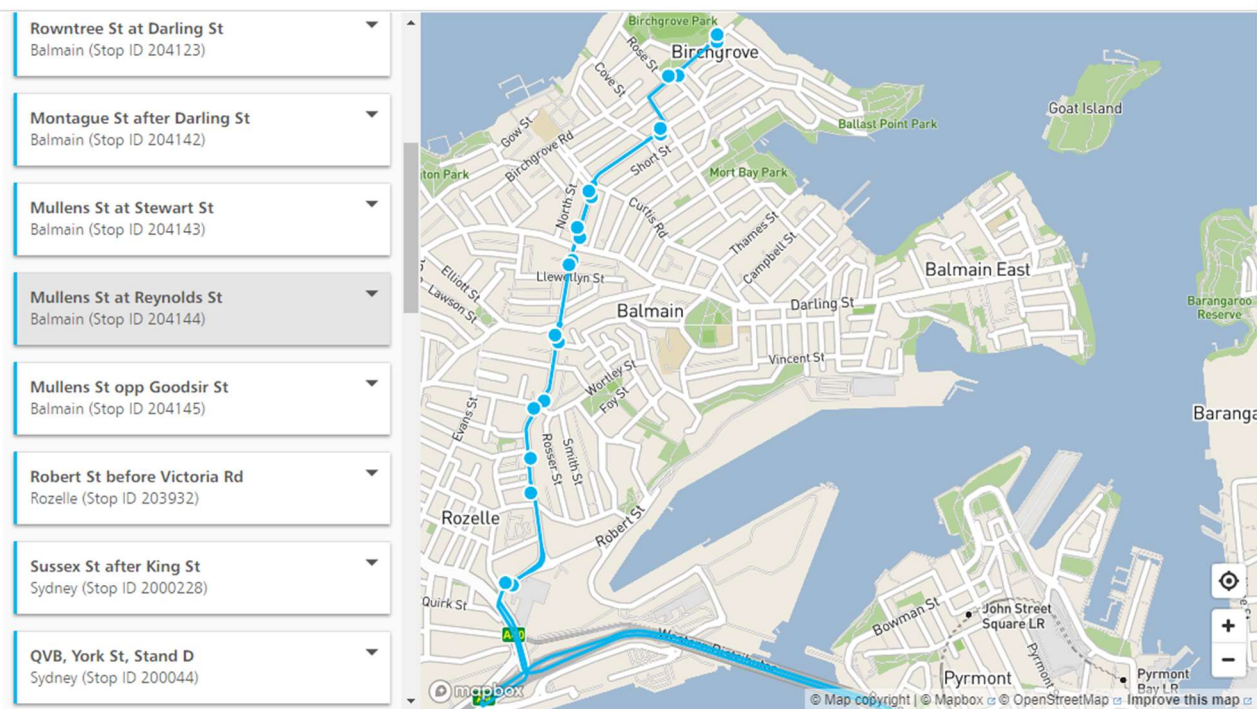 Rowntree St at Darling St
Balmain (Stop ID 204123)
Montague St after Darling St
Balmain (Stop ID 204142)
Mullens St at Stewart St
Balmain (Stop ID 204143)
Mullens St at Reynolds St
Balmain (Stop ID 204144)
Mullens St opp Goodsir St
Balmain (Stop ID 204145)
Robert St before Victoria Rd
Rozelle (Stop ID 203932)
Sussex St after King St
Sydney (Stop ID 2000228)
QVB, York St, Stand D
Sydney (Stop ID 200044)
Birchgrove Park
Birchgrove
Rose St
Cove St
Goat Island
Gow St
Ballast Point Park
Birchgrove Rd
Short St
ton Park
Mort Bay Park
North St
Curtis Rd
Thames St
Campbell St
Elliott St
Llewellyn St
Balmain East
Lawson St
Balmain
Darling St
Barangaroo
Reserve
Vincent St
Wortley St
Foy St
Evans St
Baranga
Rosser St
Smith St
Rozelle
Robert St
Quirk St
Bowman St
John Street
Square LR
Pyrmont
Pyrmont
Pyrmont
Bay LR
+
−
mapbox
© Map copyright | © Mapbox © OpenStreetMap Improve this map